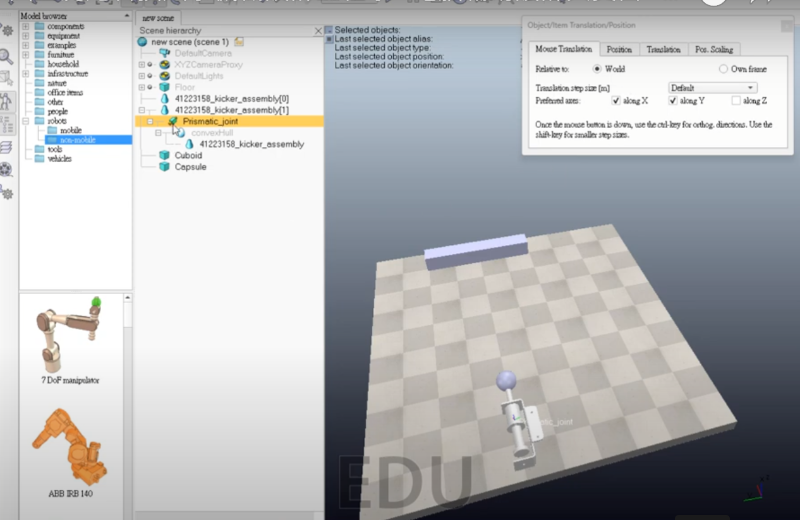 Model browser
components
equipment
examples
furniture
household
infrastructure
nature
office items
other
people
robots
mobile
non-mobile
tools
vehicles
7 DoF manipulator
ABB IRB 140
new scene
Scene hierarchy
new scene (scene 1)
DefaultCamera
XYZCameraProxy
DefaultLights
Floor
41223158_kicker_assembly[0]
41223158_kicker_assembly[1]
Prismatic_joint
convexHull
41223158_kicker_assembly
Cuboid
Capsule
Selected objects:
Last selected object alias:
Last selected object type:
Last selected object position:
Last selected object orientation:
Object/Item Translation/Position
Mouse Translation Position Translation Pos. Scaling
Relative to: World Own frame
Translation step size [m] Default
Preferred axes: along X along Y along Z
Once the mouse button is down, use the ctrl-key for orthog. directions. Use the
shift-key for smaller step sizes.
EDU